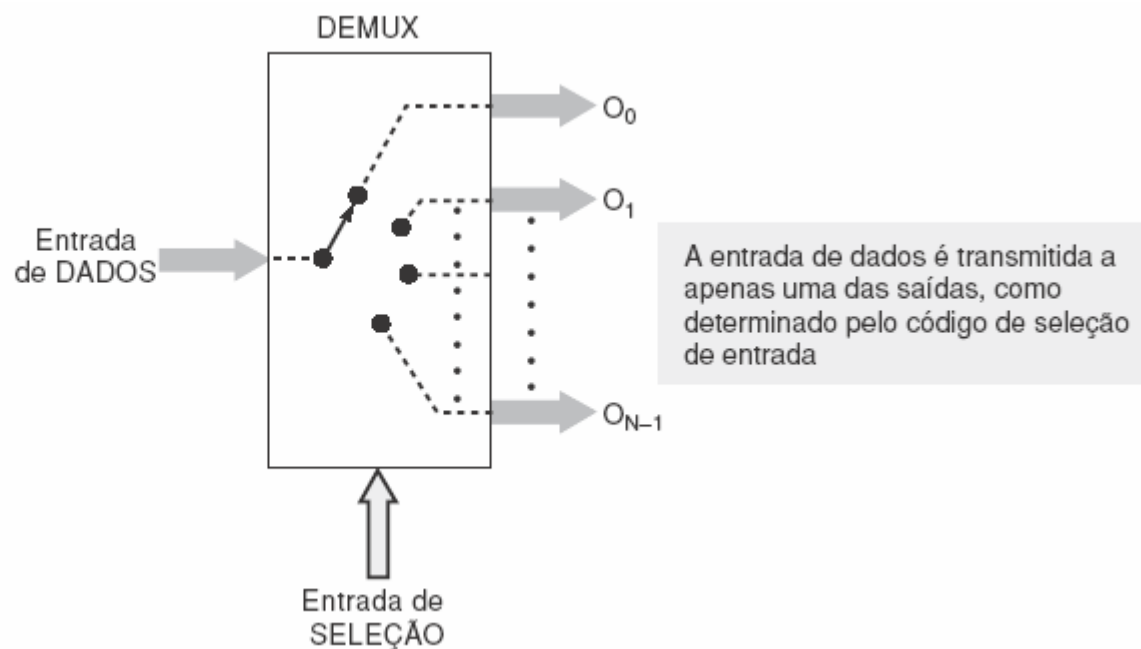 DEMUX
O₀
O₁
Entrada
de DADOS
A entrada de dados é transmitida a
apenas uma das saídas, como
determinado pelo código de seleção
de entrada
O_N–1
Entrada de
SELEÇÃO